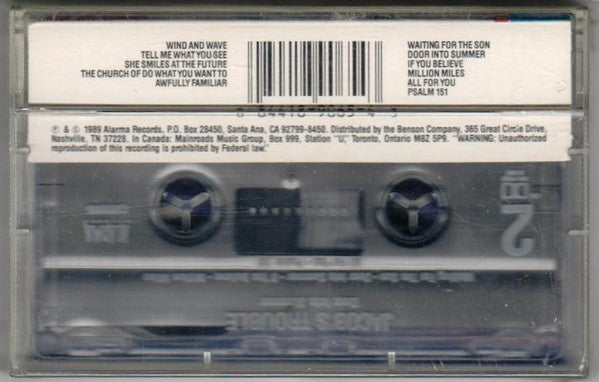 WIND AND WAVE
TELL ME WHAT YOU SEE
SHE SMILES AT THE FUTURE
THE CHURCH OF DO WHAT YOU WANT TO
AWFULLY FAMILIAR
WAITING FOR THE SON
DOOR INTO SUMMER
IF YOU BELIEVE
MILLION MILES
ALL FOR YOU
PSALM 151
℗ & © 1989 Alarma Records, P.O. Box 28450, Santa Ana, CA 92799-8450. Distributed by the Benson Company, 365 Great Circle Drive,
Nashville, TN 37228. In Canada: Mainroads Music Group, Box 999, Station "U," Toronto, Ontario M8Z 5P9. "WARNING: Unauthorized
reproduction of this recording is prohibited by Federal law."
2
JACOB'S TROUBLE